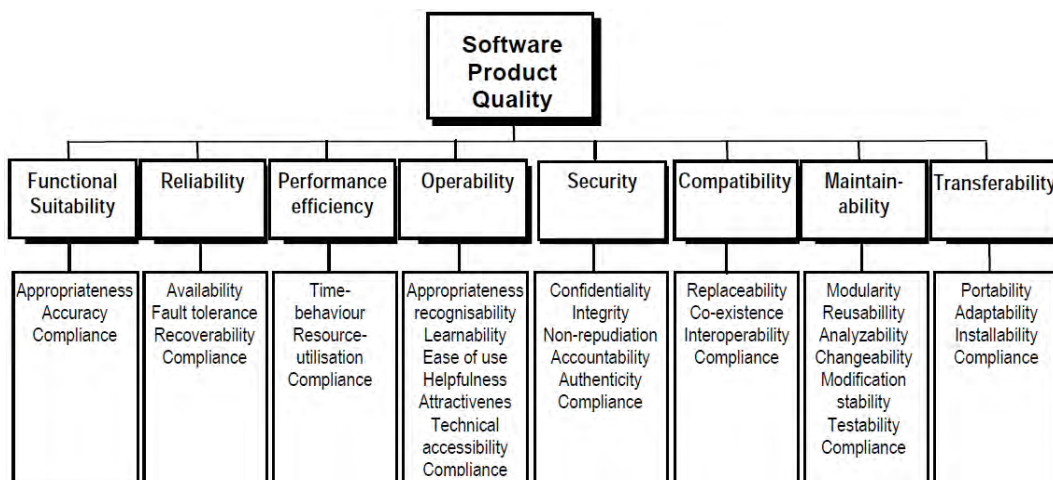 Software
Product
Quality
Functional
Suitability
Reliability
Performance
efficiency
Operability
Security
Compatibility
Maintain-
ability
Transferability
Appropriateness
Accuracy
Compliance
Availability
Fault tolerance
Recoverability
Compliance
Time-
behaviour
Resource-
utilisation
Compliance
Appropriateness
recognisability
Learnability
Ease of use
Helpfulness
Attractivenes
Technical
accessibility
Compliance
Confidentiality
Integrity
Non-repudiation
Accountability
Authenticity
Compliance
Replaceability
Co-existence
Interoperability
Compliance
Modularity
Reusability
Analyzability
Changeability
Modification
stability
Testability
Compliance
Portability
Adaptability
Installability
Compliance